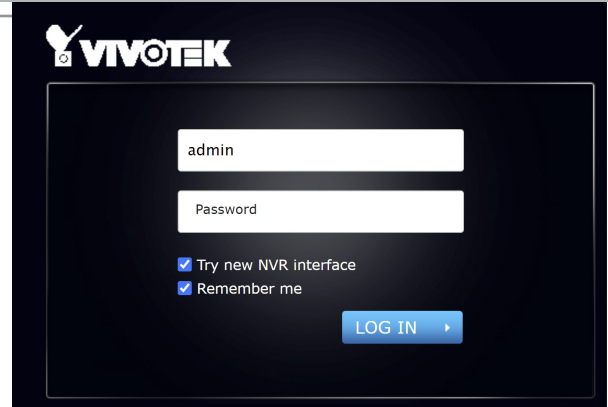 VIVOTEK
admin
Password
Try new NVR interface
Remember me
LOG IN